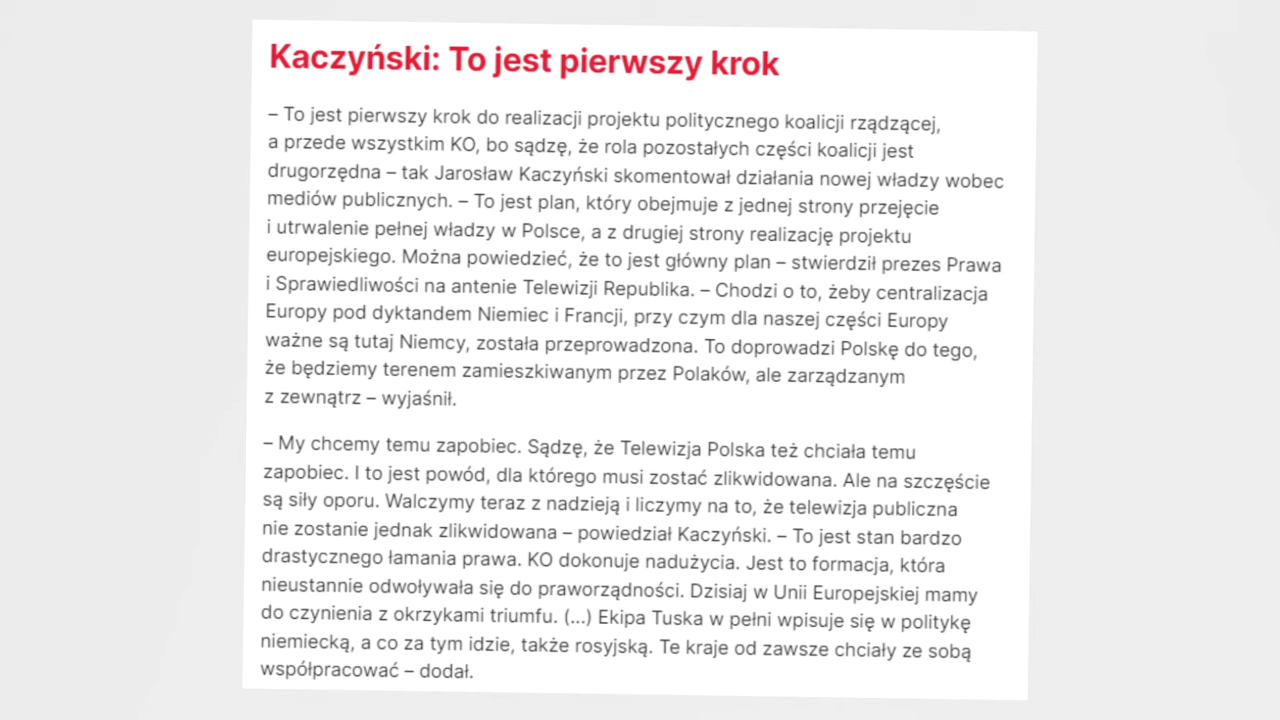 Kaczyński: To jest pierwszy krok
– To jest pierwszy krok do realizacji projektu politycznego koalicji rządzącej,
a przede wszystkim KO, bo sądzę, że rola pozostałych części koalicji jest
drugorzędna – tak Jarosław Kaczyński skomentował działania nowej władzy wobec
mediów publicznych. – To jest plan, który obejmuje z jednej strony przejęcie
i utrwalenie pełnej władzy w Polsce, a z drugiej strony realizację projektu
europejskiego. Można powiedzieć, że to jest główny plan – stwierdził prezes Prawa
i Sprawiedliwości na antenie Telewizji Republika. – Chodzi o to, żeby centralizacja
Europy pod dyktandem Niemiec i Francji, przy czym dla naszej części Europy
ważne są tutaj Niemcy, została przeprowadzona. To doprowadzi Polskę do tego,
że będziemy terenem zamieszkiwanym przez Polaków, ale zarządzanym
z zewnątrz – wyjaśnił.
– My chcemy temu zapobiec. Sądzę, że Telewizja Polska też chciała temu
zapobiec. I to jest powód, dla którego musi zostać zlikwidowana. Ale na szczęście
są siły oporu. Walczymy teraz z nadzieją i liczymy na to, że telewizja publiczna
nie zostanie jednak zlikwidowana – powiedział Kaczyński. – To jest stan bardzo
drastycznego łamania prawa. KO dokonuje nadużycia. Jest to formacja, która
nieustannie odwoływała się do praworządności. Dzisiaj w Unii Europejskiej mamy
do czynienia z okrzykami triumfu. (...) Ekipa Tuska w pełni wpisuje się w politykę
niemiecką, a co za tym idzie, także rosyjską. Te kraje od zawsze chciały ze sobą
współpracować – dodał.